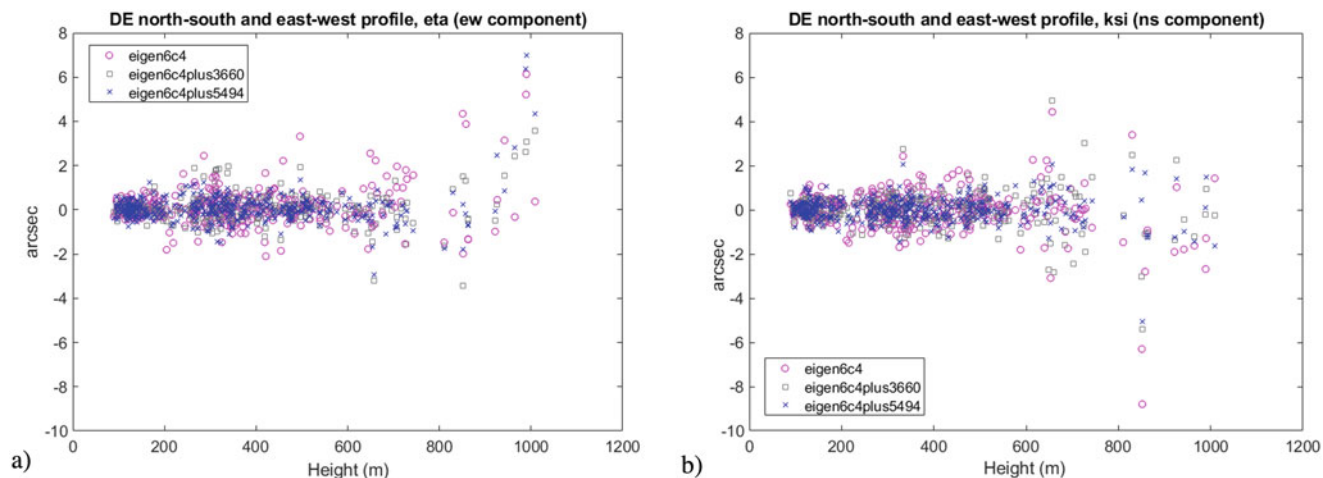 DE north-south and east-west profile, eta (ew component)
8
6
4
2
0
-2
-4
-6
-8
-10
arcsec
eigen6c4
eigen6c4plus3660
eigen6c4plus5494
0
200
400
600
800
1000
1200
Height (m)
a)
DE north-south and east-west profile, ksi (ns component)
8
6
4
2
0
-2
-4
-6
-8
-10
arcsec
eigen6c4
eigen6c4plus3660
eigen6c4plus5494
0
200
400
600
800
1000
1200
Height (m)
b)